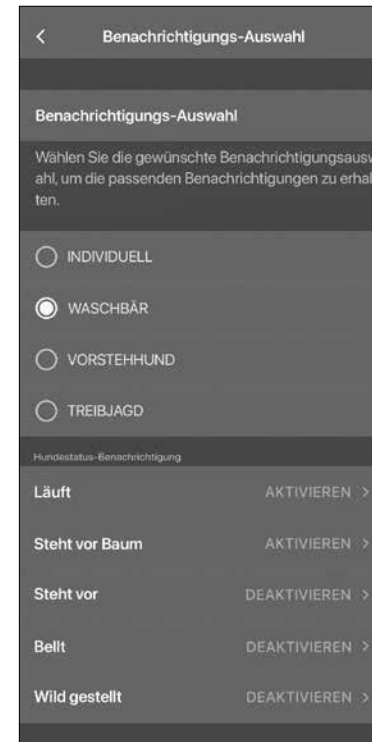 Benachrichtigungs-Auswahl
Benachrichtigungs-Auswahl
Wählen Sie die gewünschte Benachrichtigungsausw
ahl, um die passenden Benachrichtigungen zu erhal
ten.
INDIVIDUELL
WASCHBÄR
VORSTEHHUND
TREIBJAGD
Hundestatus-Benachrichtigung
Läuft AKTIVIEREN >
Steht vor Baum AKTIVIEREN >
Steht vor DEAKTIVIEREN >
Bellt DEAKTIVIEREN >
Wild gestellt DEAKTIVIEREN >